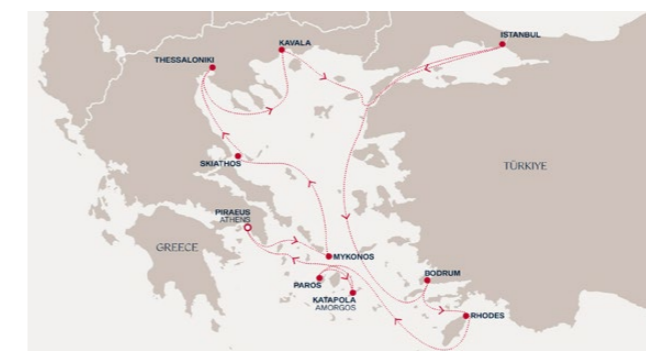 KAVALA
ISTANBUL
THESSALONIKI
SKIATHOS
TÜRKIYE
PIRAEUS
ATHENS
GREECE
MYKONOS
BODRUM
PAROS
KATAPOLA
AMORGOS
RHODES